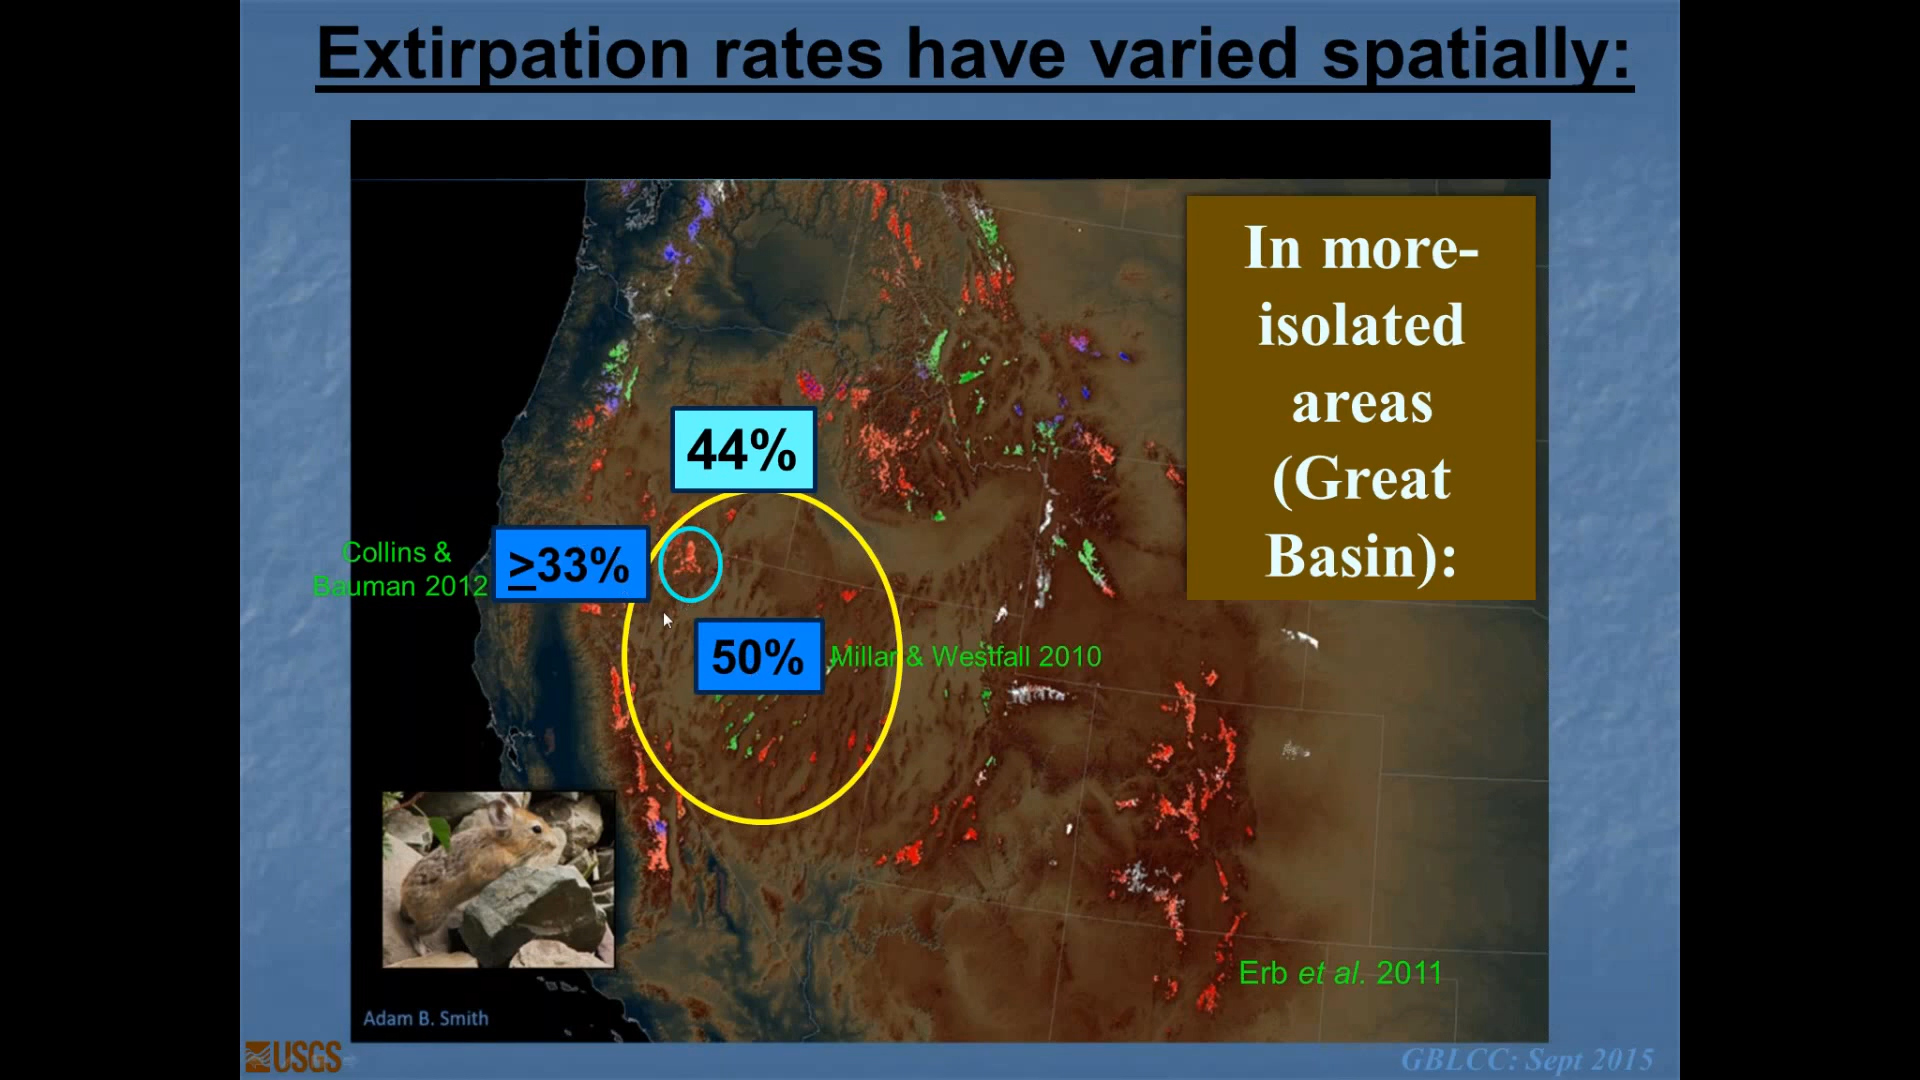 Extirpation rates have varied spatially:
In more-
isolated
areas
(Great
Basin):
44%
Collins &
Bauman 2012
≥33%
50%
Millar & Westfall 2010
Erb et al. 2011
Adam B. Smith
USGS
GBLCC: Sept 2015